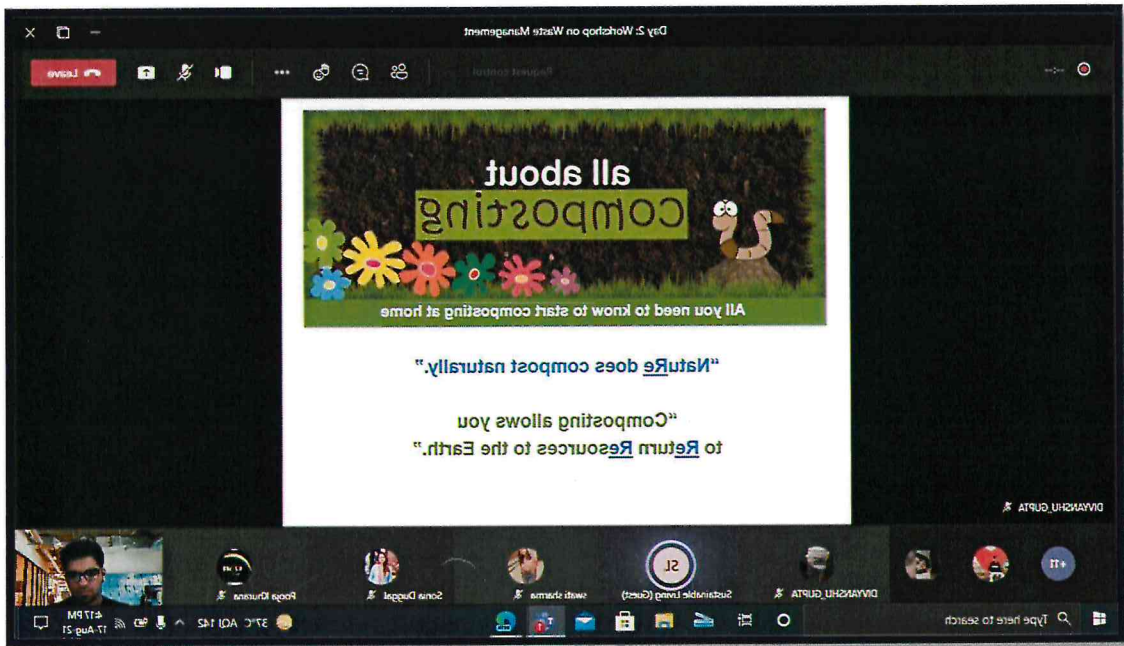 Day 2: Workshop on Waste Management
Request control
Leave
all about
composting
All you need to know to start composting at home
“NatuRe does compost naturally.”
“Composting allows you
to Return Resources to the Earth.”
DIVYANSHU_GUPTA
+11
DIVYANSHU_GUPTA
SL
Sustainable Living (Guest)
swati sharma
Sonia Duggal
Pooja Khurana
Type here to search
37°C AQI 142
4:17 PM
17-Aug-21